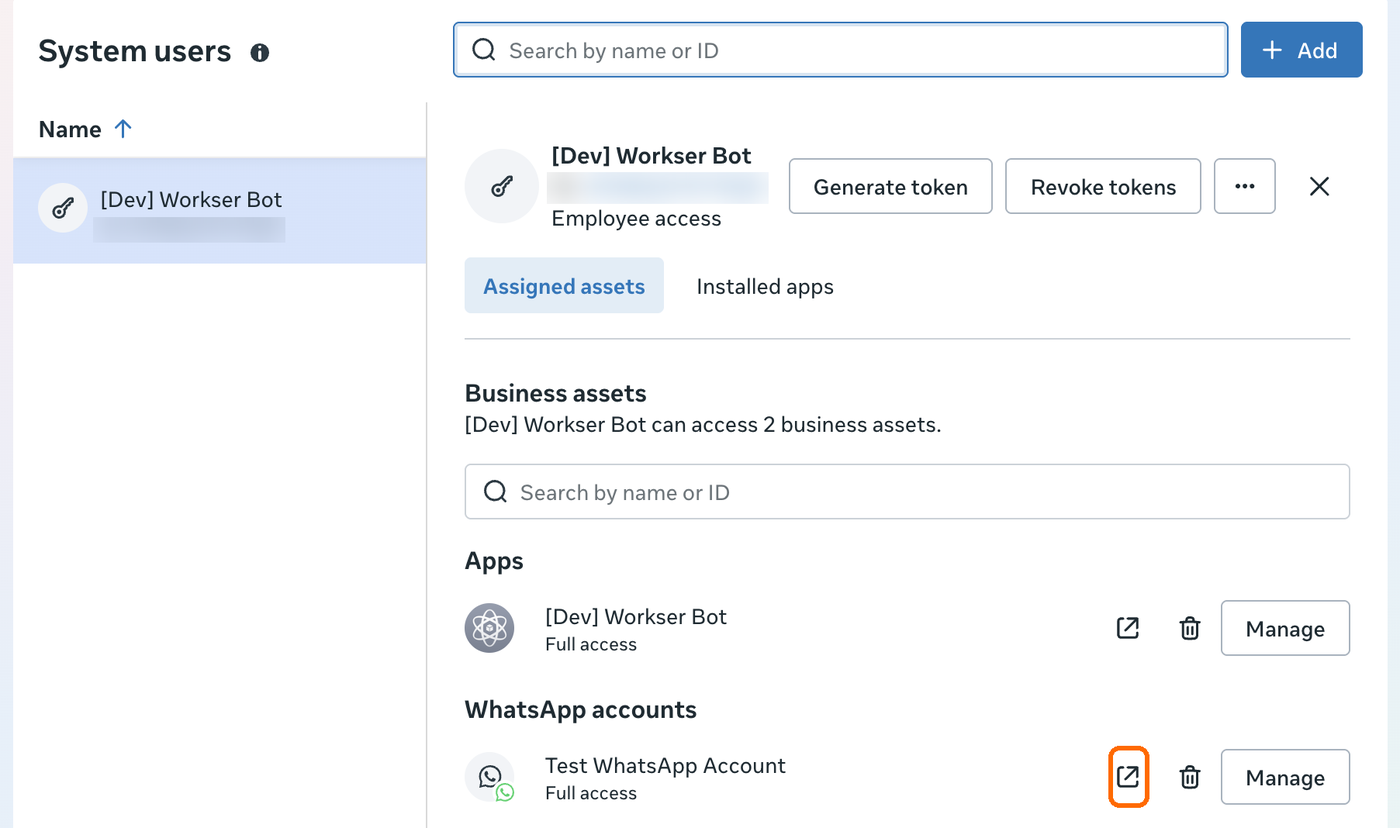 System users
Search by name or ID
Add
Name
[Dev] Workser Bot
[Dev] Workser Bot
Employee access
Generate token
Revoke tokens
Assigned assets
Installed apps
Business assets
[Dev] Workser Bot can access 2 business assets.
Search by name or ID
Apps
[Dev] Workser Bot
Full access
Manage
WhatsApp accounts
Test WhatsApp Account
Full access
Manage